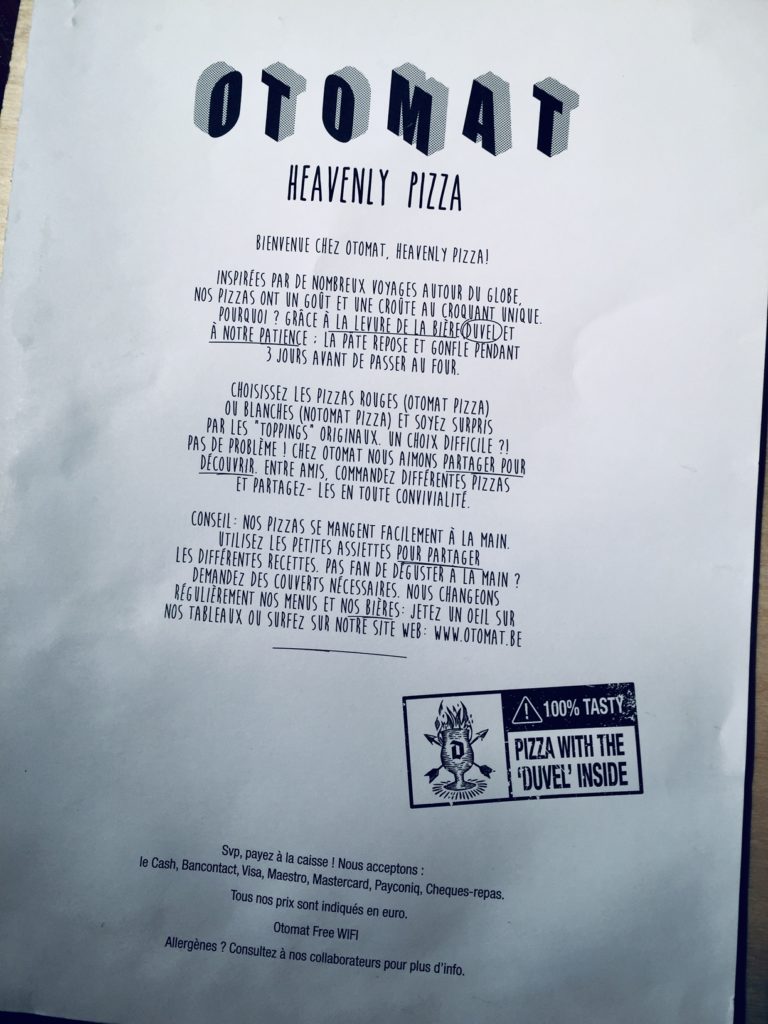 OTOMAT
HEAVENLY PIZZA
BIENVENUE CHEZ OTOMAT, HEAVENLY PIZZA!
INSPIRÉES PAR DE NOMBREUX VOYAGES AUTOUR DU GLOBE,
NOS PIZZAS ONT UN GOÛT ET UNE CROÛTE AU CROQUANT UNIQUE.
POURQUOI ? GRÂCE À LA LEVURE DE LA BIÈRE DUVEL ET
À NOTRE PATIENCE : LA PÂTE REPOSE ET GONFLE PENDANT
3 JOURS AVANT DE PASSER AU FOUR.
CHOISISSEZ LES PIZZAS ROUGES (OTOMAT PIZZA)
OU BLANCHES (NOTOMAT PIZZA) ET SOYEZ SURPRIS
PAR LES "TOPPINGS" ORIGINAUX. UN CHOIX DIFFICILE ?!
PAS DE PROBLÈME ! CHEZ OTOMAT NOUS AIMONS PARTAGER POUR
DÉCOUVRIR. ENTRE AMIS, COMMANDEZ DIFFÉRENTES PIZZAS
ET PARTAGEZ- LES EN TOUTE CONVIVIALITÉ.
CONSEIL: NOS PIZZAS SE MANGENT FACILEMENT À LA MAIN.
UTILISEZ LES PETITES ASSIETTES POUR PARTAGER
LES DIFFÉRENTES RECETTES. PAS FAN DE DÉGUSTER A LA MAIN ?
DEMANDEZ DES COUVERTS NÉCESSAIRES. NOUS CHANGEONS
RÉGULIÈREMENT NOS MENUS ET NOS BIÈRES: JETEZ UN OEIL SUR
NOS TABLEAUX OU SURFEZ SUR NOTRE SITE WEB: WWW.OTOMAT.BE
D
100% TASTY
PIZZA WITH THE
'DUVEL' INSIDE
Svp, payez à la caisse ! Nous acceptons :
le Cash, Bancontact, Visa, Maestro, Mastercard, Payconiq, Cheques-repas.
Tous nos prix sont indiqués en euro.
Otomat Free WIFI
Allergènes ? Consultez à nos collaborateurs pour plus d'info.